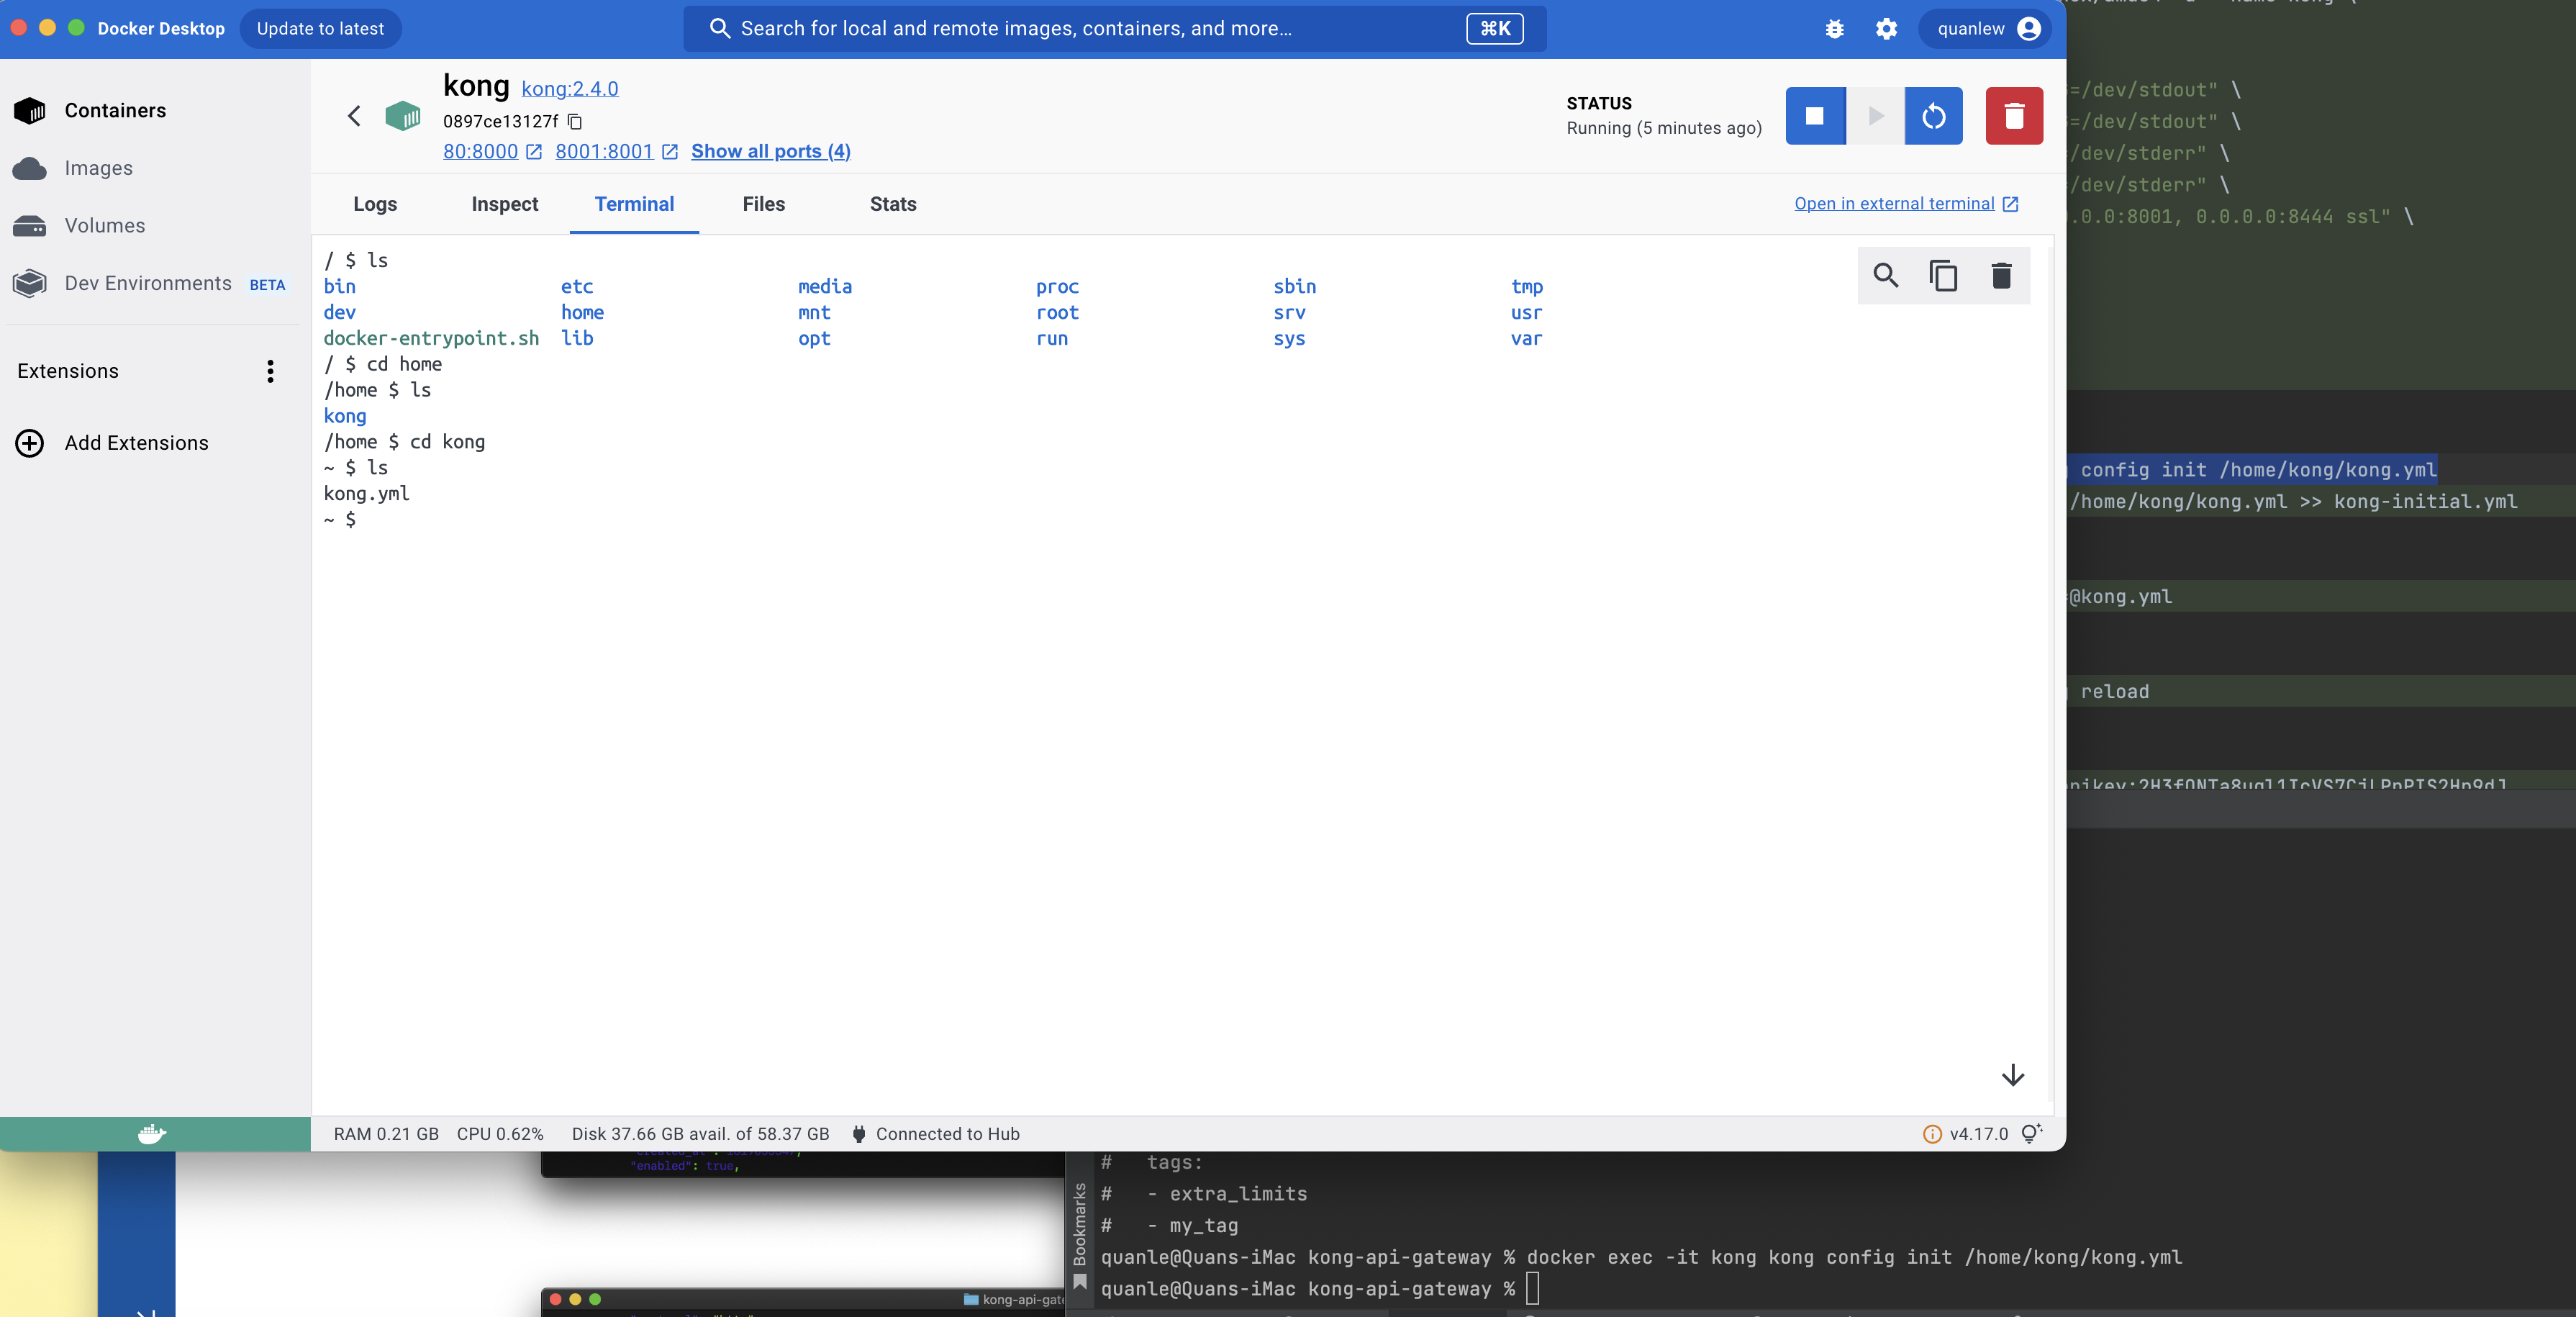 Docker Desktop
Update to latest
Search for local and remote images, containers, and more...
⌘K
quanlew
Containers
Images
Volumes
Dev Environments BETA
Extensions
Add Extensions
kong kong:2.4.0
0897ce13127f
80:8000 8001:8001 Show all ports (4)
STATUS
Running (5 minutes ago)
Logs Inspect Terminal Files Stats
Open in external terminal
/ $ ls
bin etc media proc sbin tmp
dev home mnt root srv usr
docker-entrypoint.sh lib opt run sys var
/ $ cd home
/home $ ls
kong
/home $ cd kong
~ $ ls
kong.yml
~ $
RAM 0.21 GB CPU 0.62% Disk 37.66 GB avail. of 58.37 GB Connected to Hub
v4.17.0
=/dev/stdout" \
=/dev/stdout" \
/dev/stderr" \
/dev/stderr" \
.0.0:8001, 0.0.0.0:8444 ssl" \
config init /home/kong/kong.yml
/home/kong/kong.yml >> kong-initial.yml
@kong.yml
reload
"enabled": true,
kong-api-gate
Bookmarks
# tags:
# - extra_limits
# - my_tag
quanle@Quans-iMac kong-api-gateway % docker exec -it kong kong config init /home/kong/kong.yml
quanle@Quans-iMac kong-api-gateway %